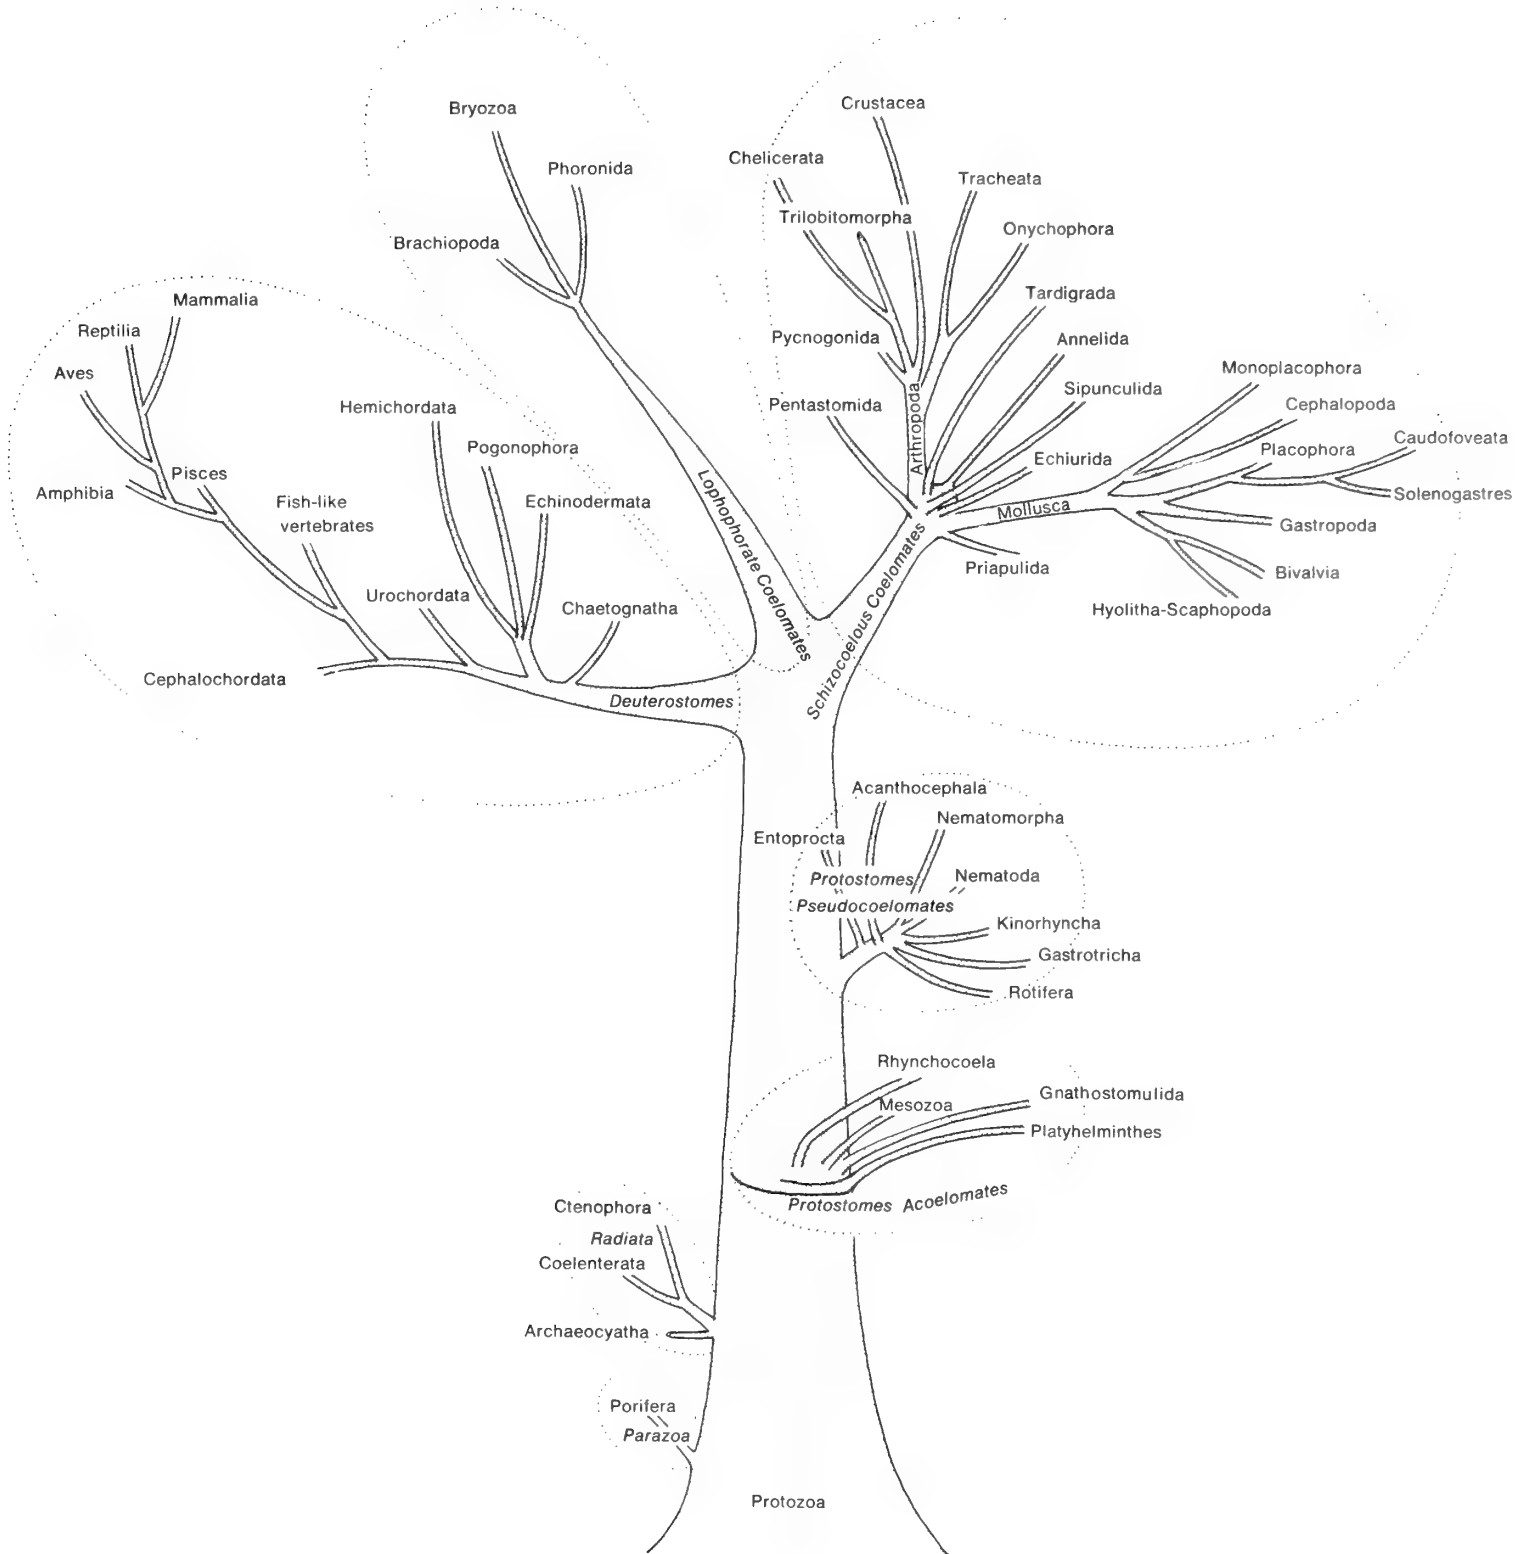 Crustacea
Bryozoa
Chelicerata
Phoronida
Tracheata
Trilobitomorpha
Onychophora
Brachiopoda
Tardigrada
Mammalia
Reptilia
Pycnogonida
Annelida
Monoplacophora
Aves
Sipunculida
Pentastomida
Arthropoda
Cephalopoda
Hemichordata
Caudofoveata
Pogonophora
Placophora
Echiurida
Pisces
Amphibia
Solenogastres
Fish-like
vertebrates
Echinodermata
Mollusca
Gastropoda
Lophophorate Coelomates
Schizocoelous Coelomates
Priapulida
Bivalvia
Urochordata
Chaetognatha
Hyolitha-Scaphopoda
Cephalochordata
Deuterostomes
Acanthocephala
Nematomorpha
Entoprocta
Protostomes
Nematoda
Pseudocoelomates
Kinorhyncha
Gastrotricha
Rotifera
Rhynchocoela
Gnathostomulida
Mesozoa
Platyhelminthes
Protostomes Acoelomates
Ctenophora
Radiata
Coelenterata
Archaeocyatha
Porifera
Parazoa
Protozoa